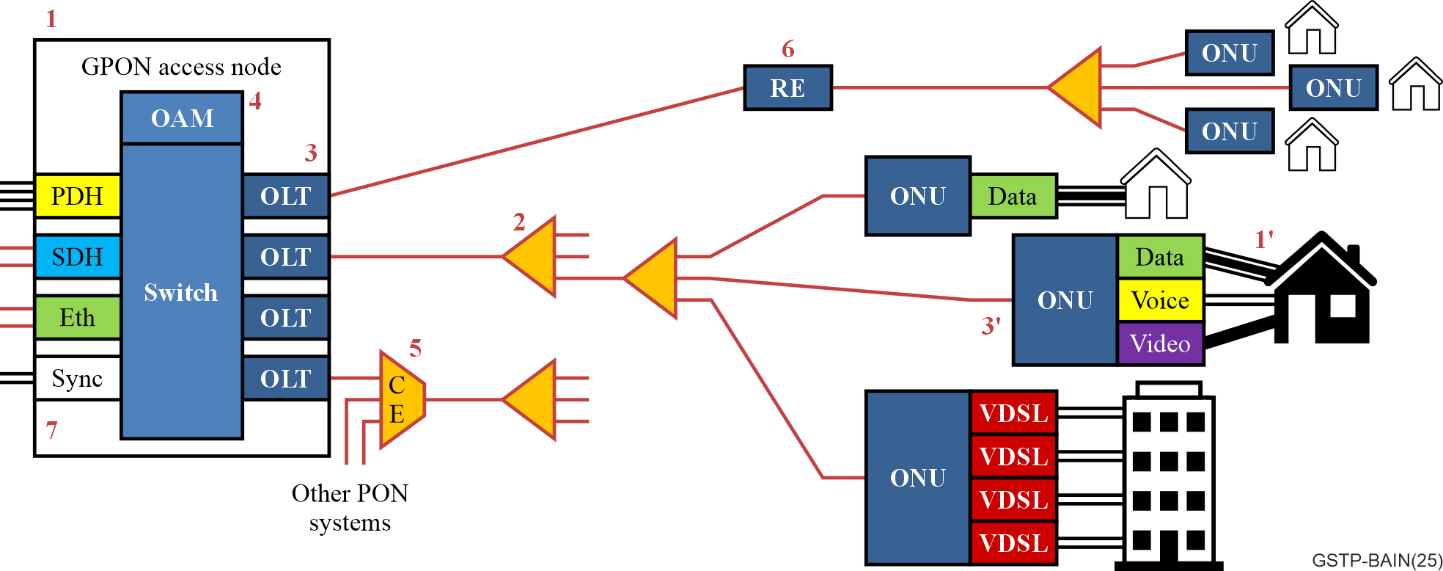 1
GPON access node
OAM
4
3
PDH
OLT
SDH
OLT
Switch
Eth
OLT
Sync
OLT
7
2
5
C
E
Other PON
systems
6
RE
ONU
ONU
ONU
ONU
Data
1'
3'
ONU
Data
Voice
Video
ONU
VDSL
VDSL
VDSL
VDSL
GSTP-BAIN(25)